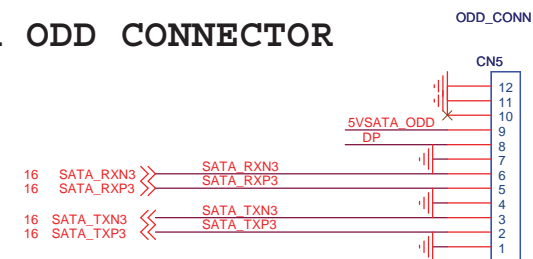 ODD_CONN
ODD CONNECTOR
CN5
12
11
10
5VSATA_ODD 9
DP 8
7
16 SATA_RXN3 SATA_RXN3 6
16 SATA_RXP3 SATA_RXP3 5
4
16 SATA_TXN3 SATA_TXN3 3
16 SATA_TXP3 SATA_TXP3 2
1